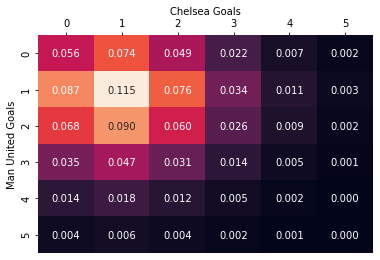 Chelsea Goals
0 1 2 3 4 5
Man United Goals
0 0.056 0.074 0.049 0.022 0.007 0.002
1 0.087 0.115 0.076 0.034 0.011 0.003
2 0.068 0.090 0.060 0.026 0.009 0.002
3 0.035 0.047 0.031 0.014 0.005 0.001
4 0.014 0.018 0.012 0.005 0.002 0.000
5 0.004 0.006 0.004 0.002 0.001 0.000